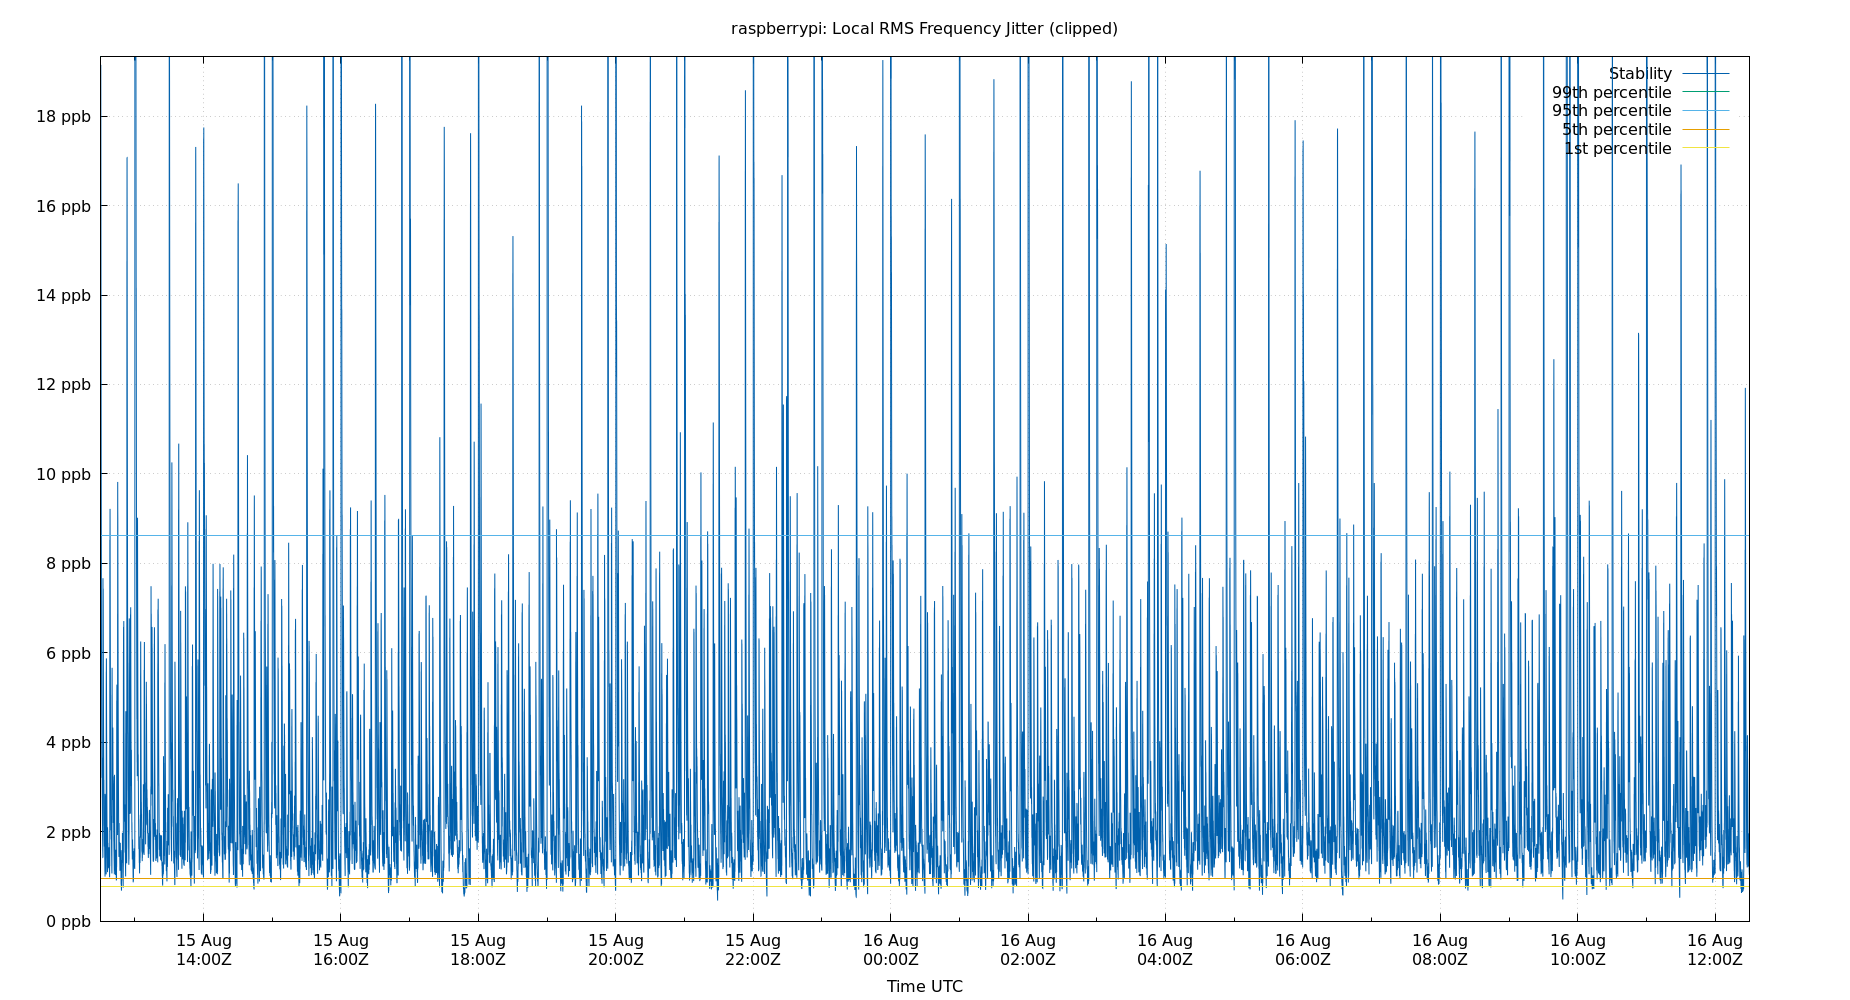 raspberrypi: Local RMS Frequency Jitter (clipped)
Stability
99th percentile
95th percentile
5th percentile
1st percentile
18 ppb
16 ppb
14 ppb
12 ppb
10 ppb
8 ppb
6 ppb
4 ppb
2 ppb
0 ppb
15 Aug 15 Aug 15 Aug 15 Aug 15 Aug 16 Aug 16 Aug 16 Aug 16 Aug 16 Aug 16 Aug 16 Aug
14:00Z 16:00Z 18:00Z 20:00Z 22:00Z 00:00Z 02:00Z 04:00Z 06:00Z 08:00Z 10:00Z 12:00Z
Time UTC